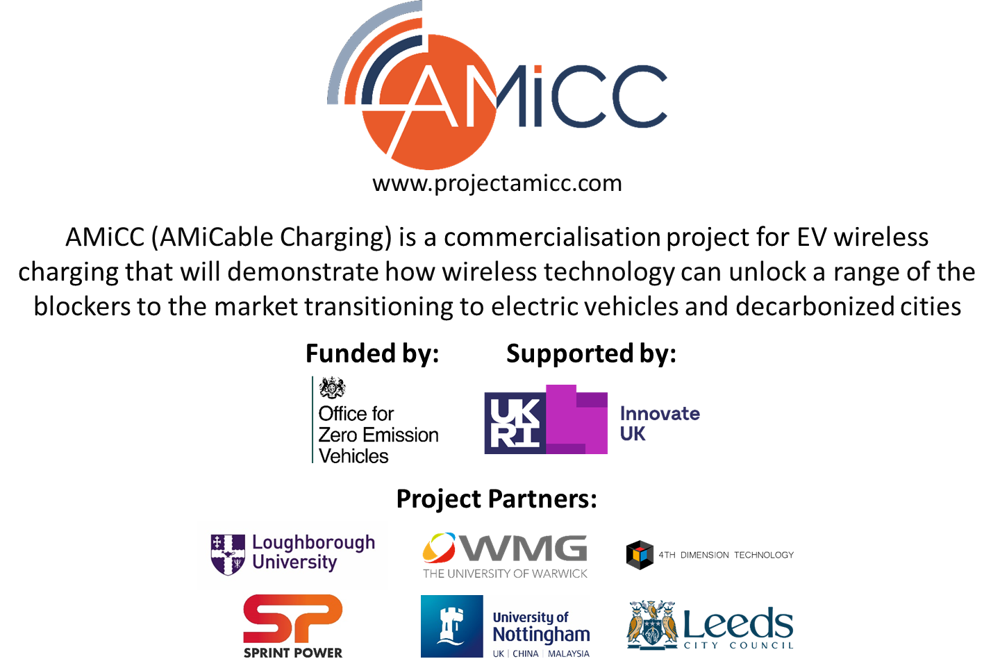 AMiCC
www.projectamicc.com
AMiCC (AMiCable Charging) is a commercialisation project for EV wireless
charging that will demonstrate how wireless technology can unlock a range of the
blockers to the market transitioning to electric vehicles and decarbonized cities
Funded by:
Supported by:
Office for
Zero Emission
Vehicles
UK
RI
Innovate
UK
Project Partners:
Loughborough
University
WMG
THE UNIVERSITY OF WARWICK
4TH DIMENSION TECHNOLOGY
SP
SPRINT POWER
University of
Nottingham
UK | CHINA | MALAYSIA
Leeds
CITY COUNCIL